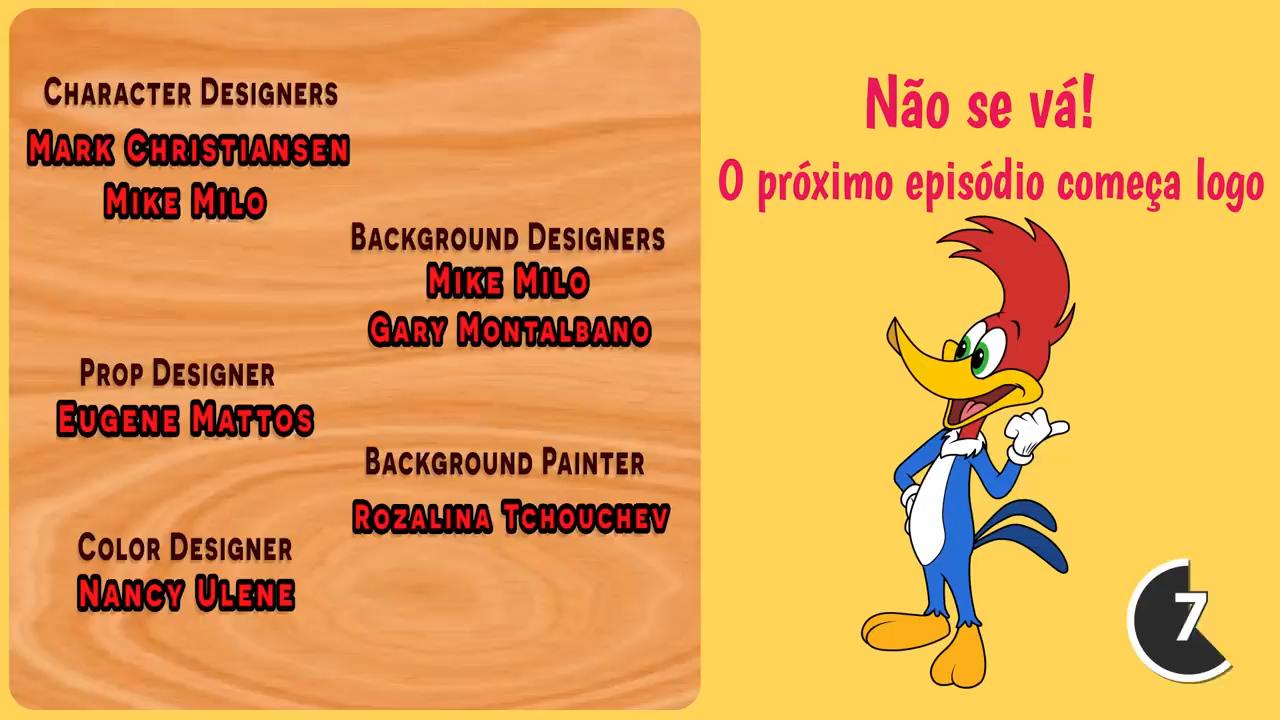 Character Designers
Mark Christiansen
Mike Milo
Background Designers
Mike Milo
Gary Montalbano
Prop Designer
Eugene Mattos
Background Painter
Rozalina Tchouchev
Color Designer
Nancy Ulene
Não se vá!
O próximo episódio começa logo
7